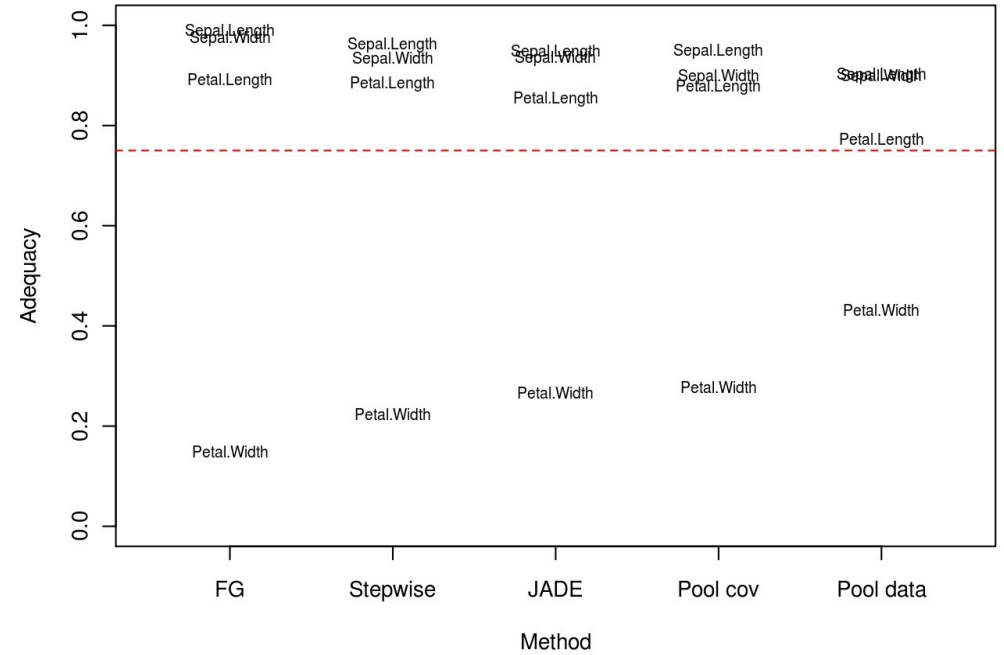 1.0
0.8
0.6
0.4
0.2
0.0
Adequacy
Sepal.Length
Sepal.Width
Petal.Length
Petal.Width
Sepal.Length
Sepal.Width
Petal.Length
Petal.Width
Sepal.Length
Sepal.Width
Petal.Length
Petal.Width
Sepal.Length
Sepal.Width
Petal.Length
Petal.Width
Sepal.Length
Sepal.Width
Petal.Length
Petal.Width
FG
Stepwise
JADE
Pool cov
Pool data
Method